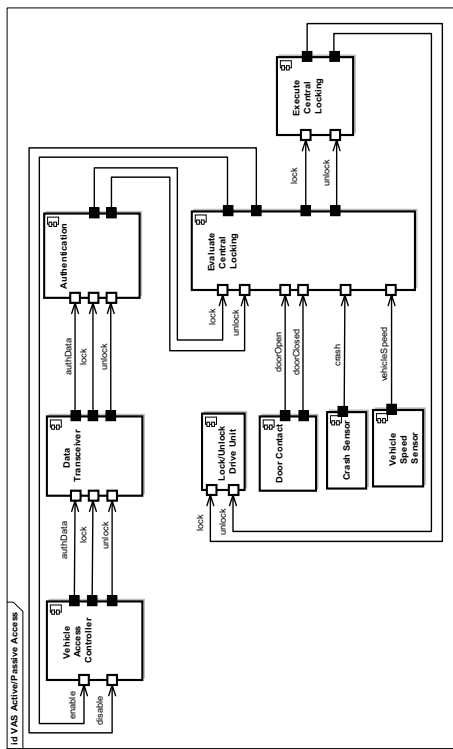 id VAS Active/Passive Access
enable
disable
Vehicle
Access
Controller
authData
lock
unlock
Data
Transceiver
authData
lock
unlock
Authentication
lock
unlock
Lock/Unlock
Drive Unit
Door Contact
Crash Sensor
Vehicle
Speed
Sensor
lock
unlock
doorOpen
doorClosed
crash
vehicleSpeed
Evaluate
Central
Locking
lock
unlock
Execute
Central
Locking